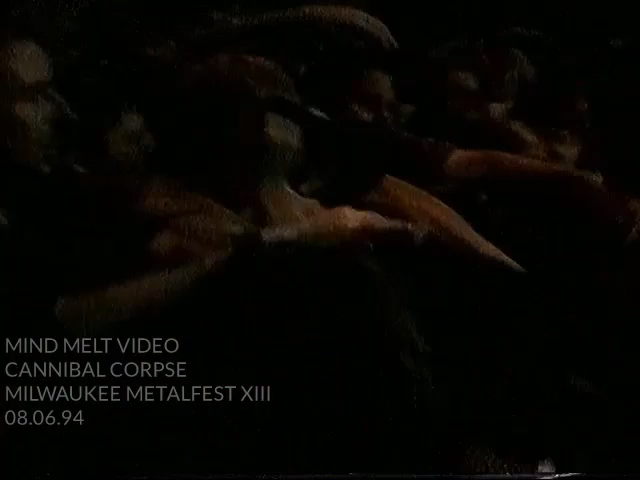 MIND MELT VIDEO
CANNIBAL CORPSE
MILWAUKEE METALFEST XIII
08.06.94